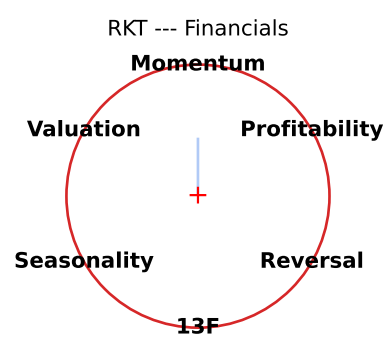 RKT --- Financials
Momentum
Valuation
Profitability
Seasonality
Reversal
13F